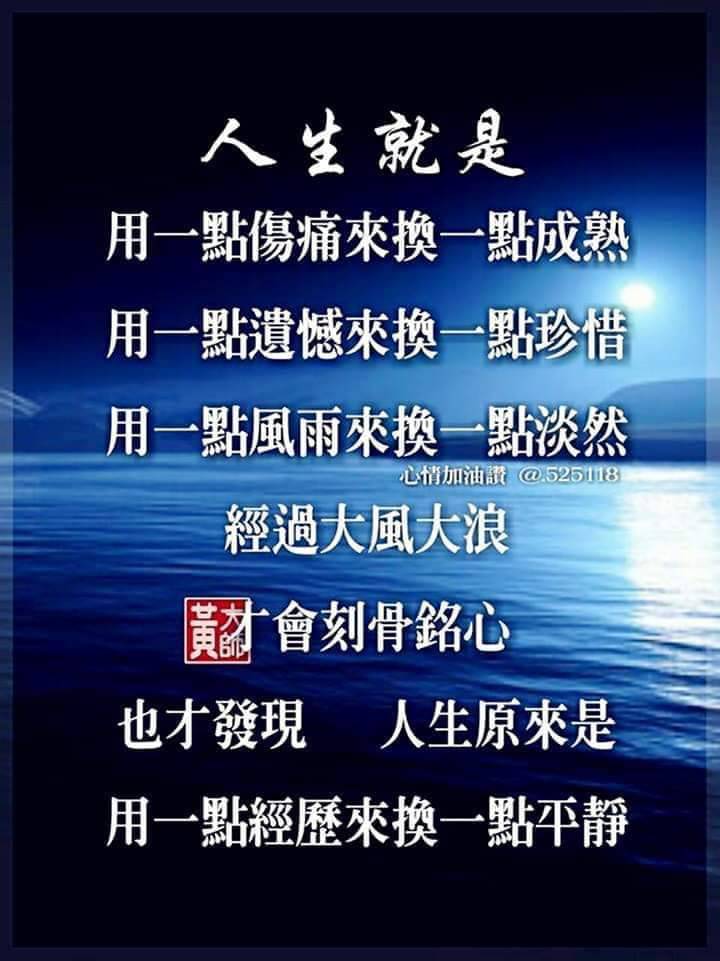 人生就是
用一點傷痛來換一點成熟
用一點遺憾來換一點珍惜
用一點風雨來換一點淡然
心情加油讚 @.525118
經過大風大浪
黃大師
才會刻骨銘心
也才發現 人生原來是
用一點經歷來換一點平靜